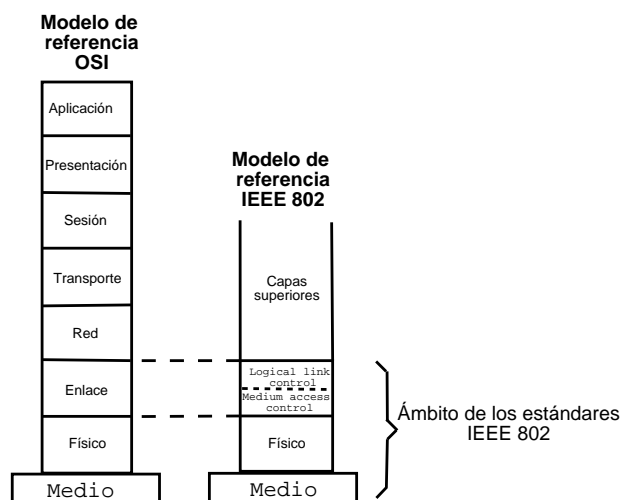 Modelo de
referencia
OSI
Aplicación
Presentación
Sesión
Transporte
Red
Enlace
Físico
Medio
Modelo de
referencia
IEEE 802
Capas
superiores
Logical link
control
Medium access
control
Físico
Medio
Ámbito de los estándares
IEEE 802